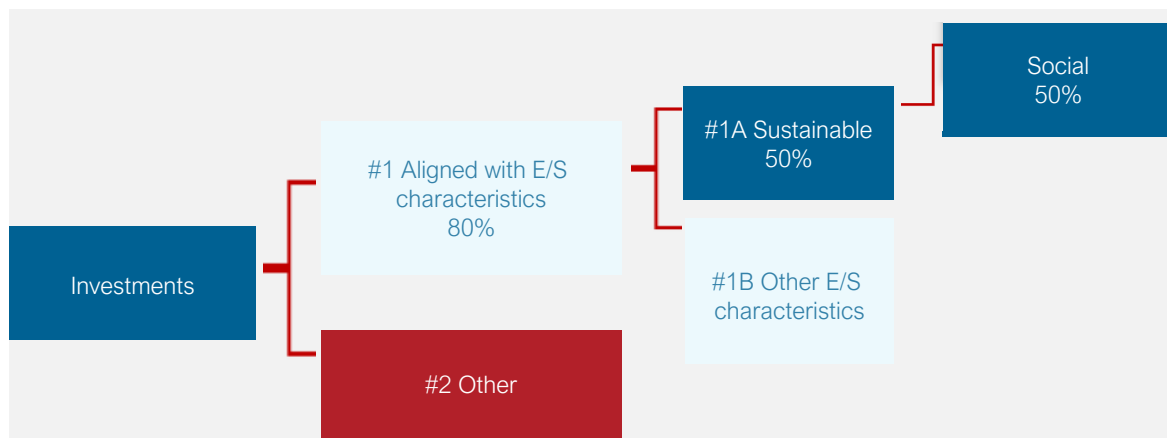 Investments
#1 Aligned with E/S
characteristics
80%
#2 Other
#1A Sustainable
50%
#1B Other E/S
characteristics
Social
50%